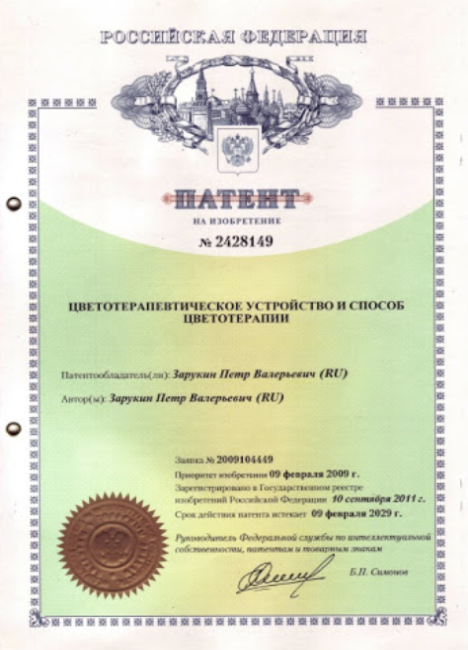 РОССИЙСКАЯ ФЕДЕРАЦИЯ
ПАТЕНТ
НА ИЗОБРЕТЕНИЕ
№ 2428149
ЦВЕТОТЕРАПЕВТИЧЕСКОЕ УСТРОЙСТВО И СПОСОБ
ЦВЕТОТЕРАПИИ
Патентообладатель(ли): Зарукин Петр Валерьевич (RU)
Автор(ы): Зарукин Петр Валерьевич (RU)
Заявка № 2009104449
Приоритет изобретения 09 февраля 2009 г.
Зарегистрировано в Государственном реестре
изобретений Российской Федерации 10 сентября 2011 г.
Срок действия патента истекает 09 февраля 2029 г.
Руководитель Федеральной службы по интеллектуальной
собственности, патентам и товарным знакам
Б.П. Симонов